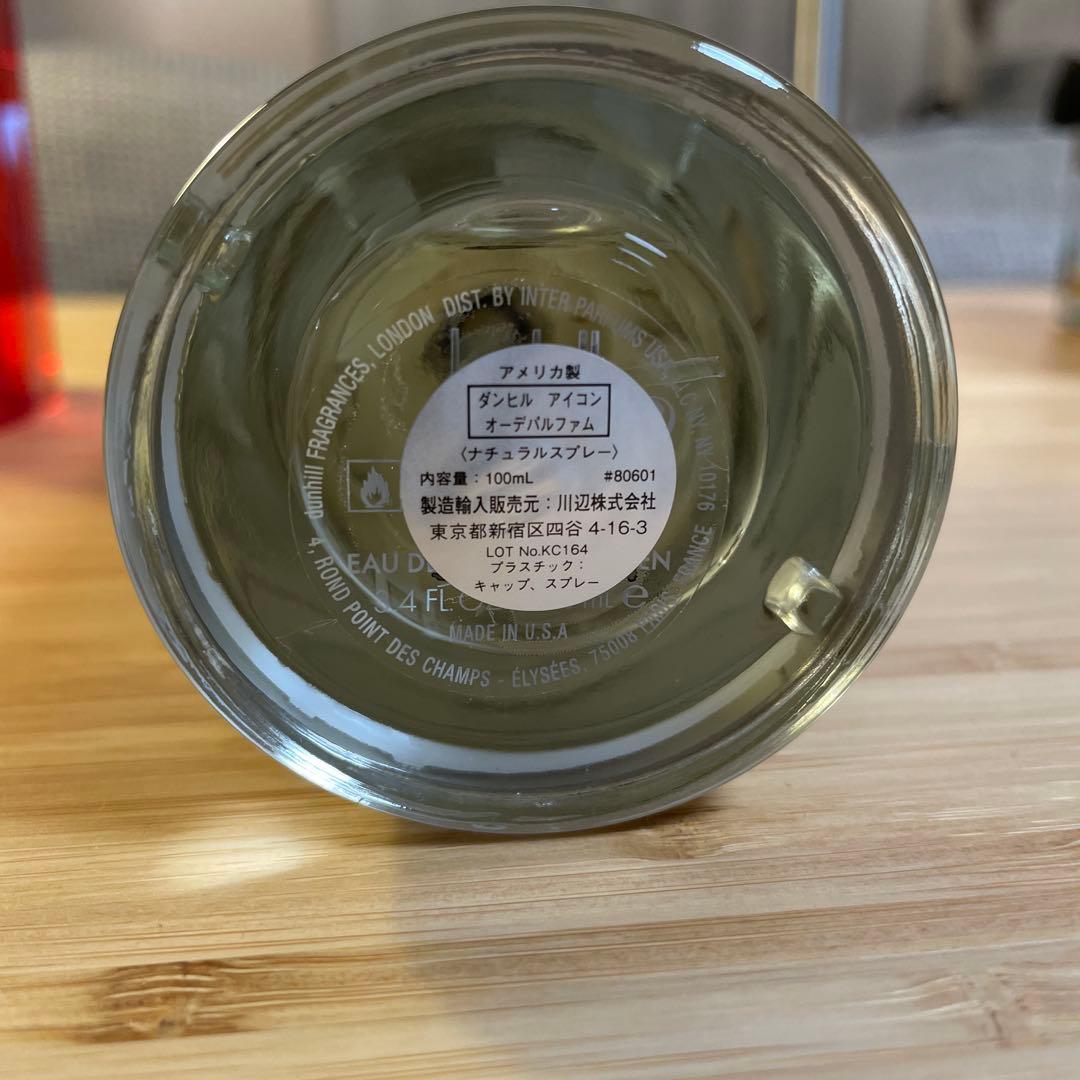 アメリカ製
ダンヒル アイコン
オーデパルファム
〈ナチュラルスプレー〉
内容量：100mL #80601
製造輸入販売元：川辺株式会社
東京都新宿区四谷 4-16-3
LOT No.KC164
プラスチック：
キャップ、スプレー
dunhill FRAGRANCES, LONDON DIST. BY INTER PARFUMS USA, LLC NY, NY 10176
EAU DE EN
3.4 FL. mL e
MADE IN U.S.A
4, ROND POINT DES CHAMPS - ÉLYSÉES, 75008 PARIS FRANCE